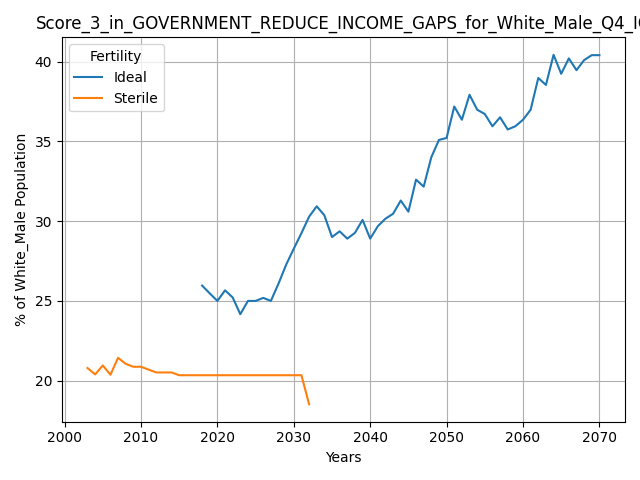 Score_3_in_GOVERNMENT_REDUCE_INCOME_GAPS_for_White_Male_Q4_I
Fertility
Ideal
Sterile
% of White_Male Population
40
35
30
25
20
2000 2010 2020 2030 2040 2050 2060 2070
Years